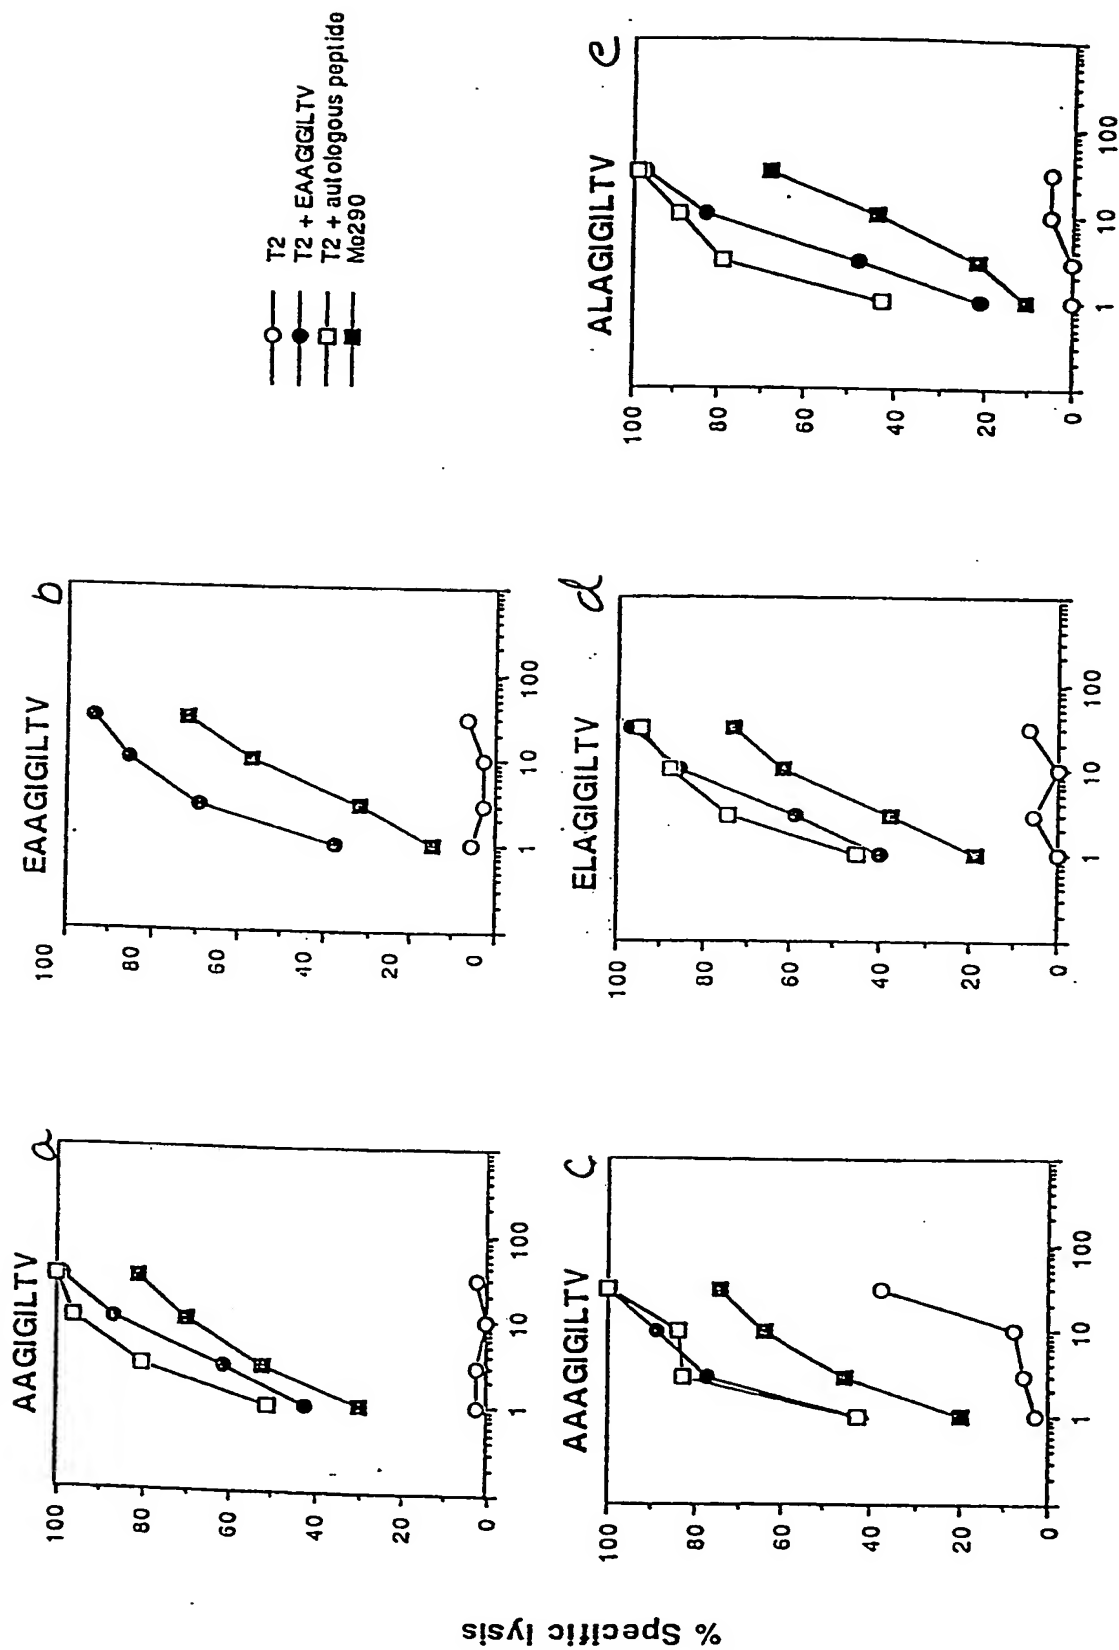 AAGIGILTV a
100
80
60
40
20
0
1 10 100
EAAGIGILTV b
100
80
60
40
20
0
1 10 100
T2
T2 + EAAGIGILTV
T2 + autologous peptide
Me290
% Specific lysis
AAAGIGILTV c
100
80
60
40
20
0
1 10 100
ELAGIGILTV d
100
80
60
40
20
0
1 10 100
ALAGIGILTV e
100
80
60
40
20
0
1 10 100